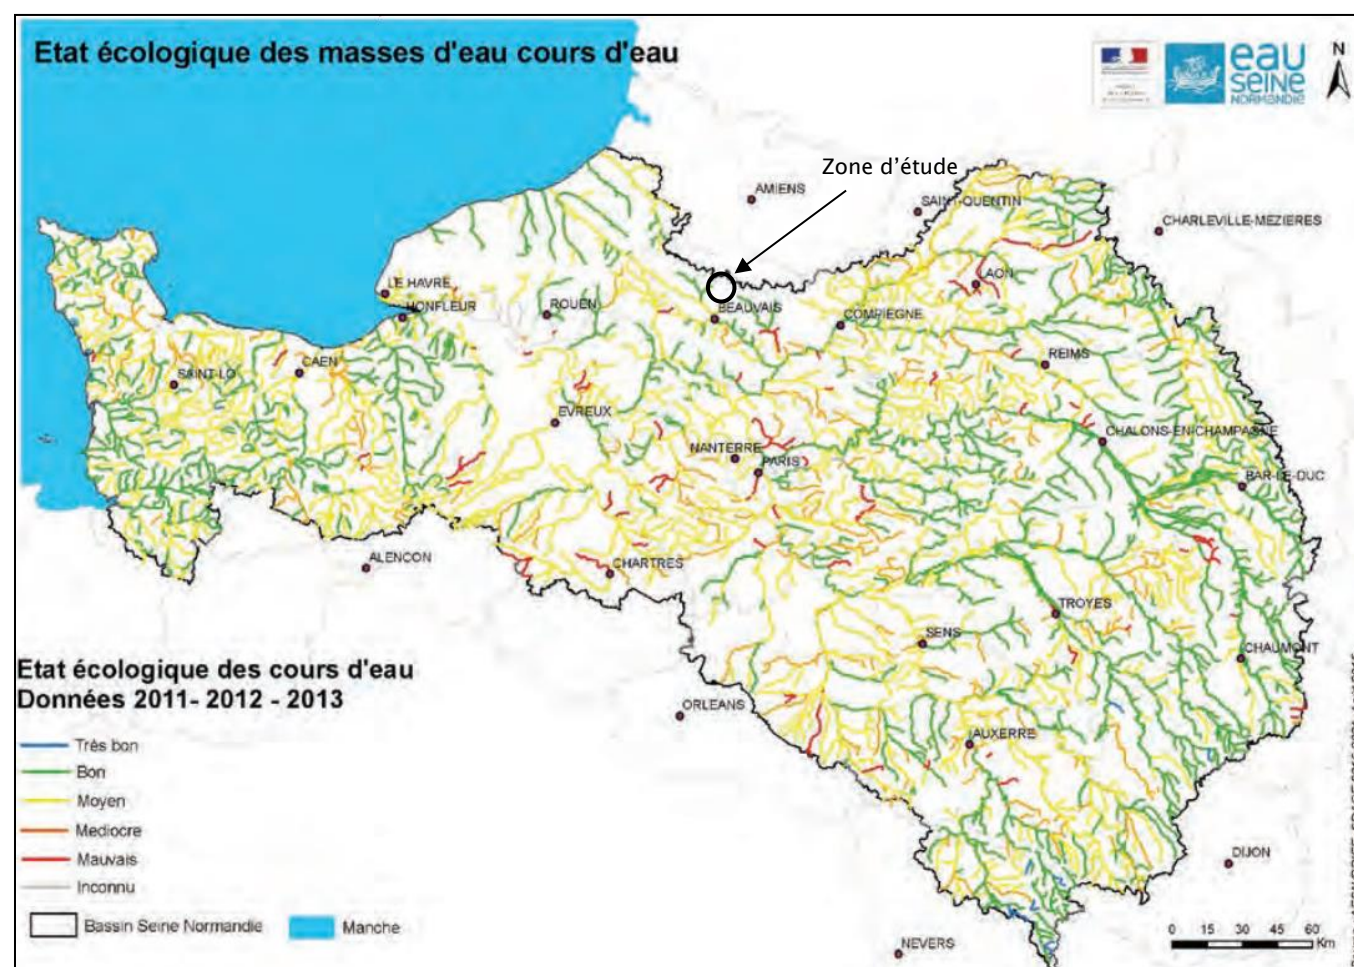 Etat écologique des masses d'eau cours d'eau
eau
SEINE
NORMANDIE
N
Zone d'étude
AMIENS
SAINT-QUENTIN
CHARLEVILLE-MEZIERES
LE HAVRE
HONFLEUR
ROUEN
BEAUVAIS
COMPIEGNE
LAON
REIMS
SAINT-LO
CAEN
EVREUX
NANTERRE
PARIS
CHALONS-EN-CHAMPAGNE
BAR-LE-DUC
ALENCON
CHARTRES
TROYES
SENS
CHAUMONT
ORLEANS
AUXERRE
DIJON
NEVERS
Etat écologique des cours d'eau
Données 2011- 2012 - 2013
Très bon
Bon
Moyen
Mediocre
Mauvais
Inconnu
Bassin Seine Normandie
Manche
0 15 30 45 60
Km